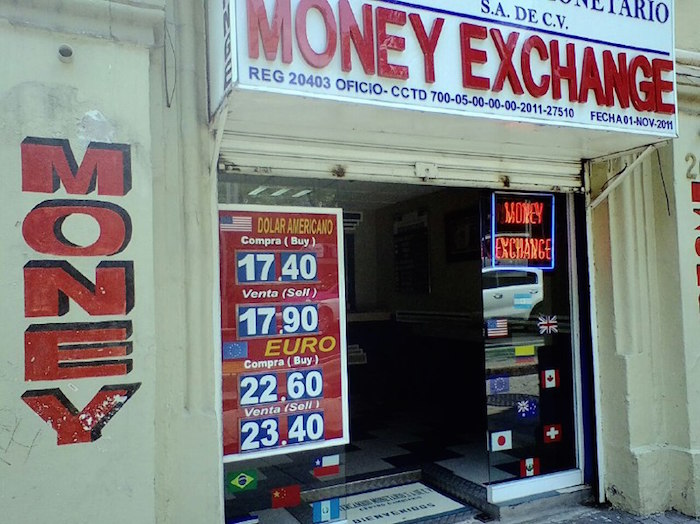 MONETARIO
S.A. DE C.V.
MONEY EXCHANGE
REG 20403 OFICIO- CCTD 700-05-00-00-00-2011-27510
FECHA 01-NOV-2011
MONEY
DOLAR AMERICANO
Compra ( Buy )
17.40
Venta ( Sell )
17.90
EURO
Compra ( Buy )
22.60
Venta ( Sell )
23.40
MONEY
EXCHANGE
BIENVENIDOS